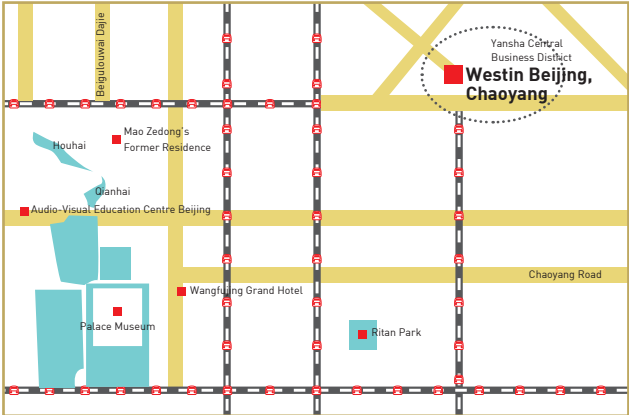 Beigulouwai Dajie
Yansha Central
Business District
Westin Beijing,
Chaoyang
Mao Zedong's
Former Residence
Houhai
Qianhai
Audio-Visual Education Centre Beijing
Chaoyang Road
Wangfujing Grand Hotel
Palace Museum
Ritan Park